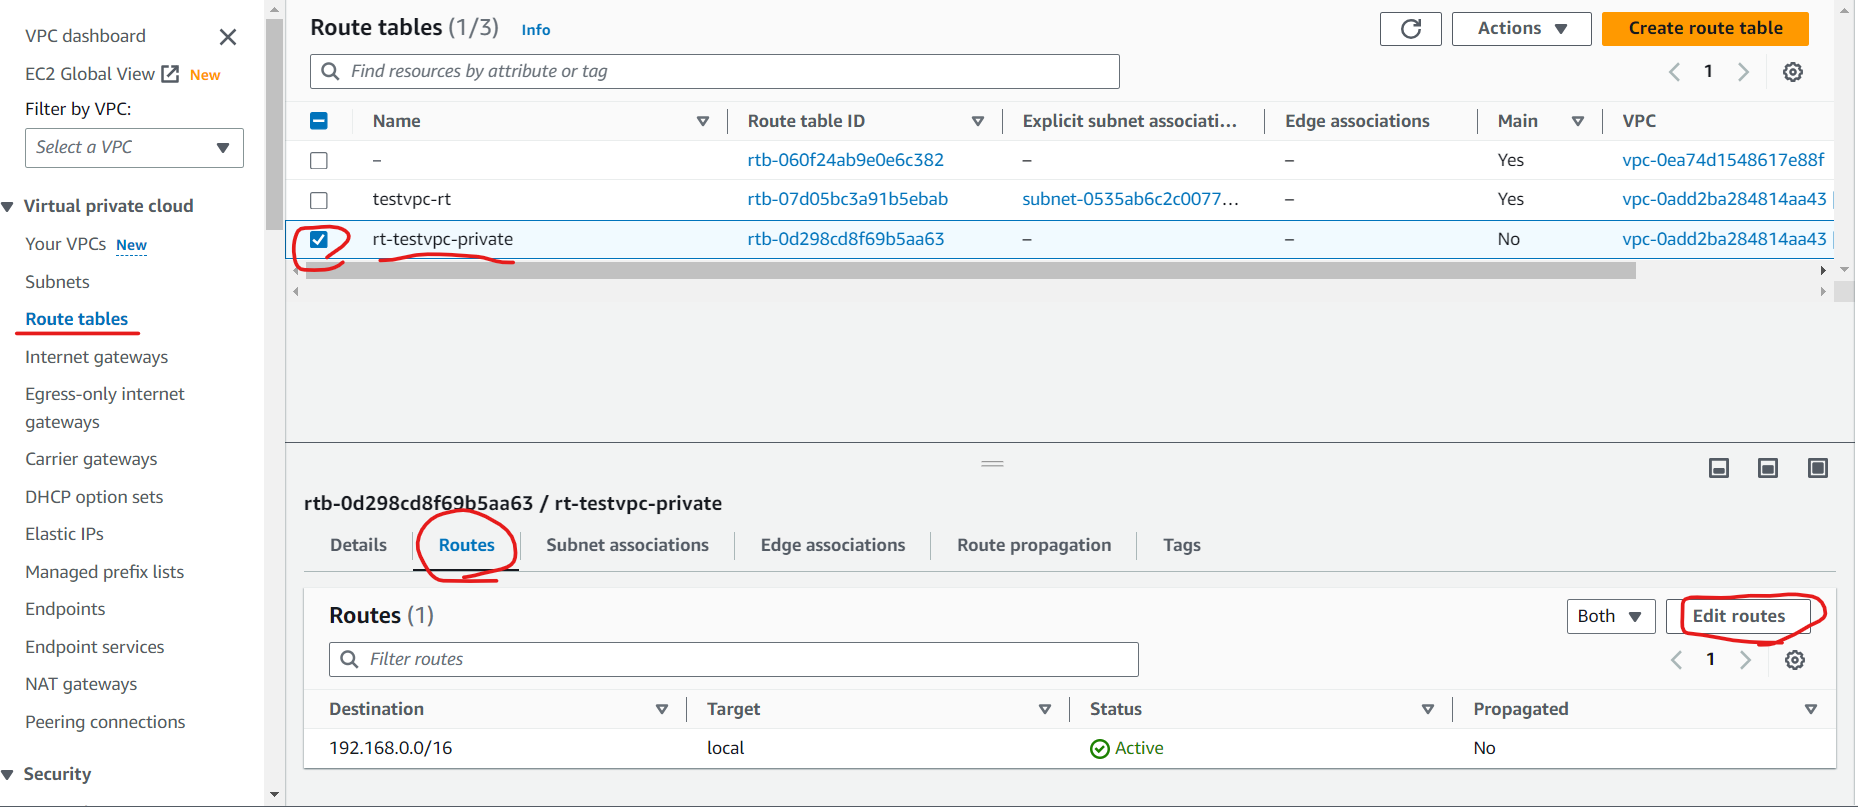 VPC dashboard
EC2 Global View New
Filter by VPC:
Select a VPC
Virtual private cloud
Your VPCs New
Subnets
Route tables
Internet gateways
Egress-only internet
gateways
Carrier gateways
DHCP option sets
Elastic IPs
Managed prefix lists
Endpoints
Endpoint services
NAT gateways
Peering connections
Security
Route tables (1/3) Info
Actions
Create route table
Find resources by attribute or tag
1
Name Route table ID Explicit subnet associati... Edge associations Main VPC
– rtb-060f24ab9e0e6c382 – – Yes vpc-0ea74d1548617e88f
testvpc-rt rtb-07d05bc3a91b5ebab subnet-0535ab6c2c0077... – Yes vpc-0add2ba284814aa43 |
rt-testvpc-private rtb-0d298cd8f69b5aa63 – – No vpc-0add2ba284814aa43 |
rtb-0d298cd8f69b5aa63 / rt-testvpc-private
Details Routes Subnet associations Edge associations Route propagation Tags
Routes (1)
Both
Edit routes
Filter routes
1
Destination Target Status Propagated
192.168.0.0/16 local Active No